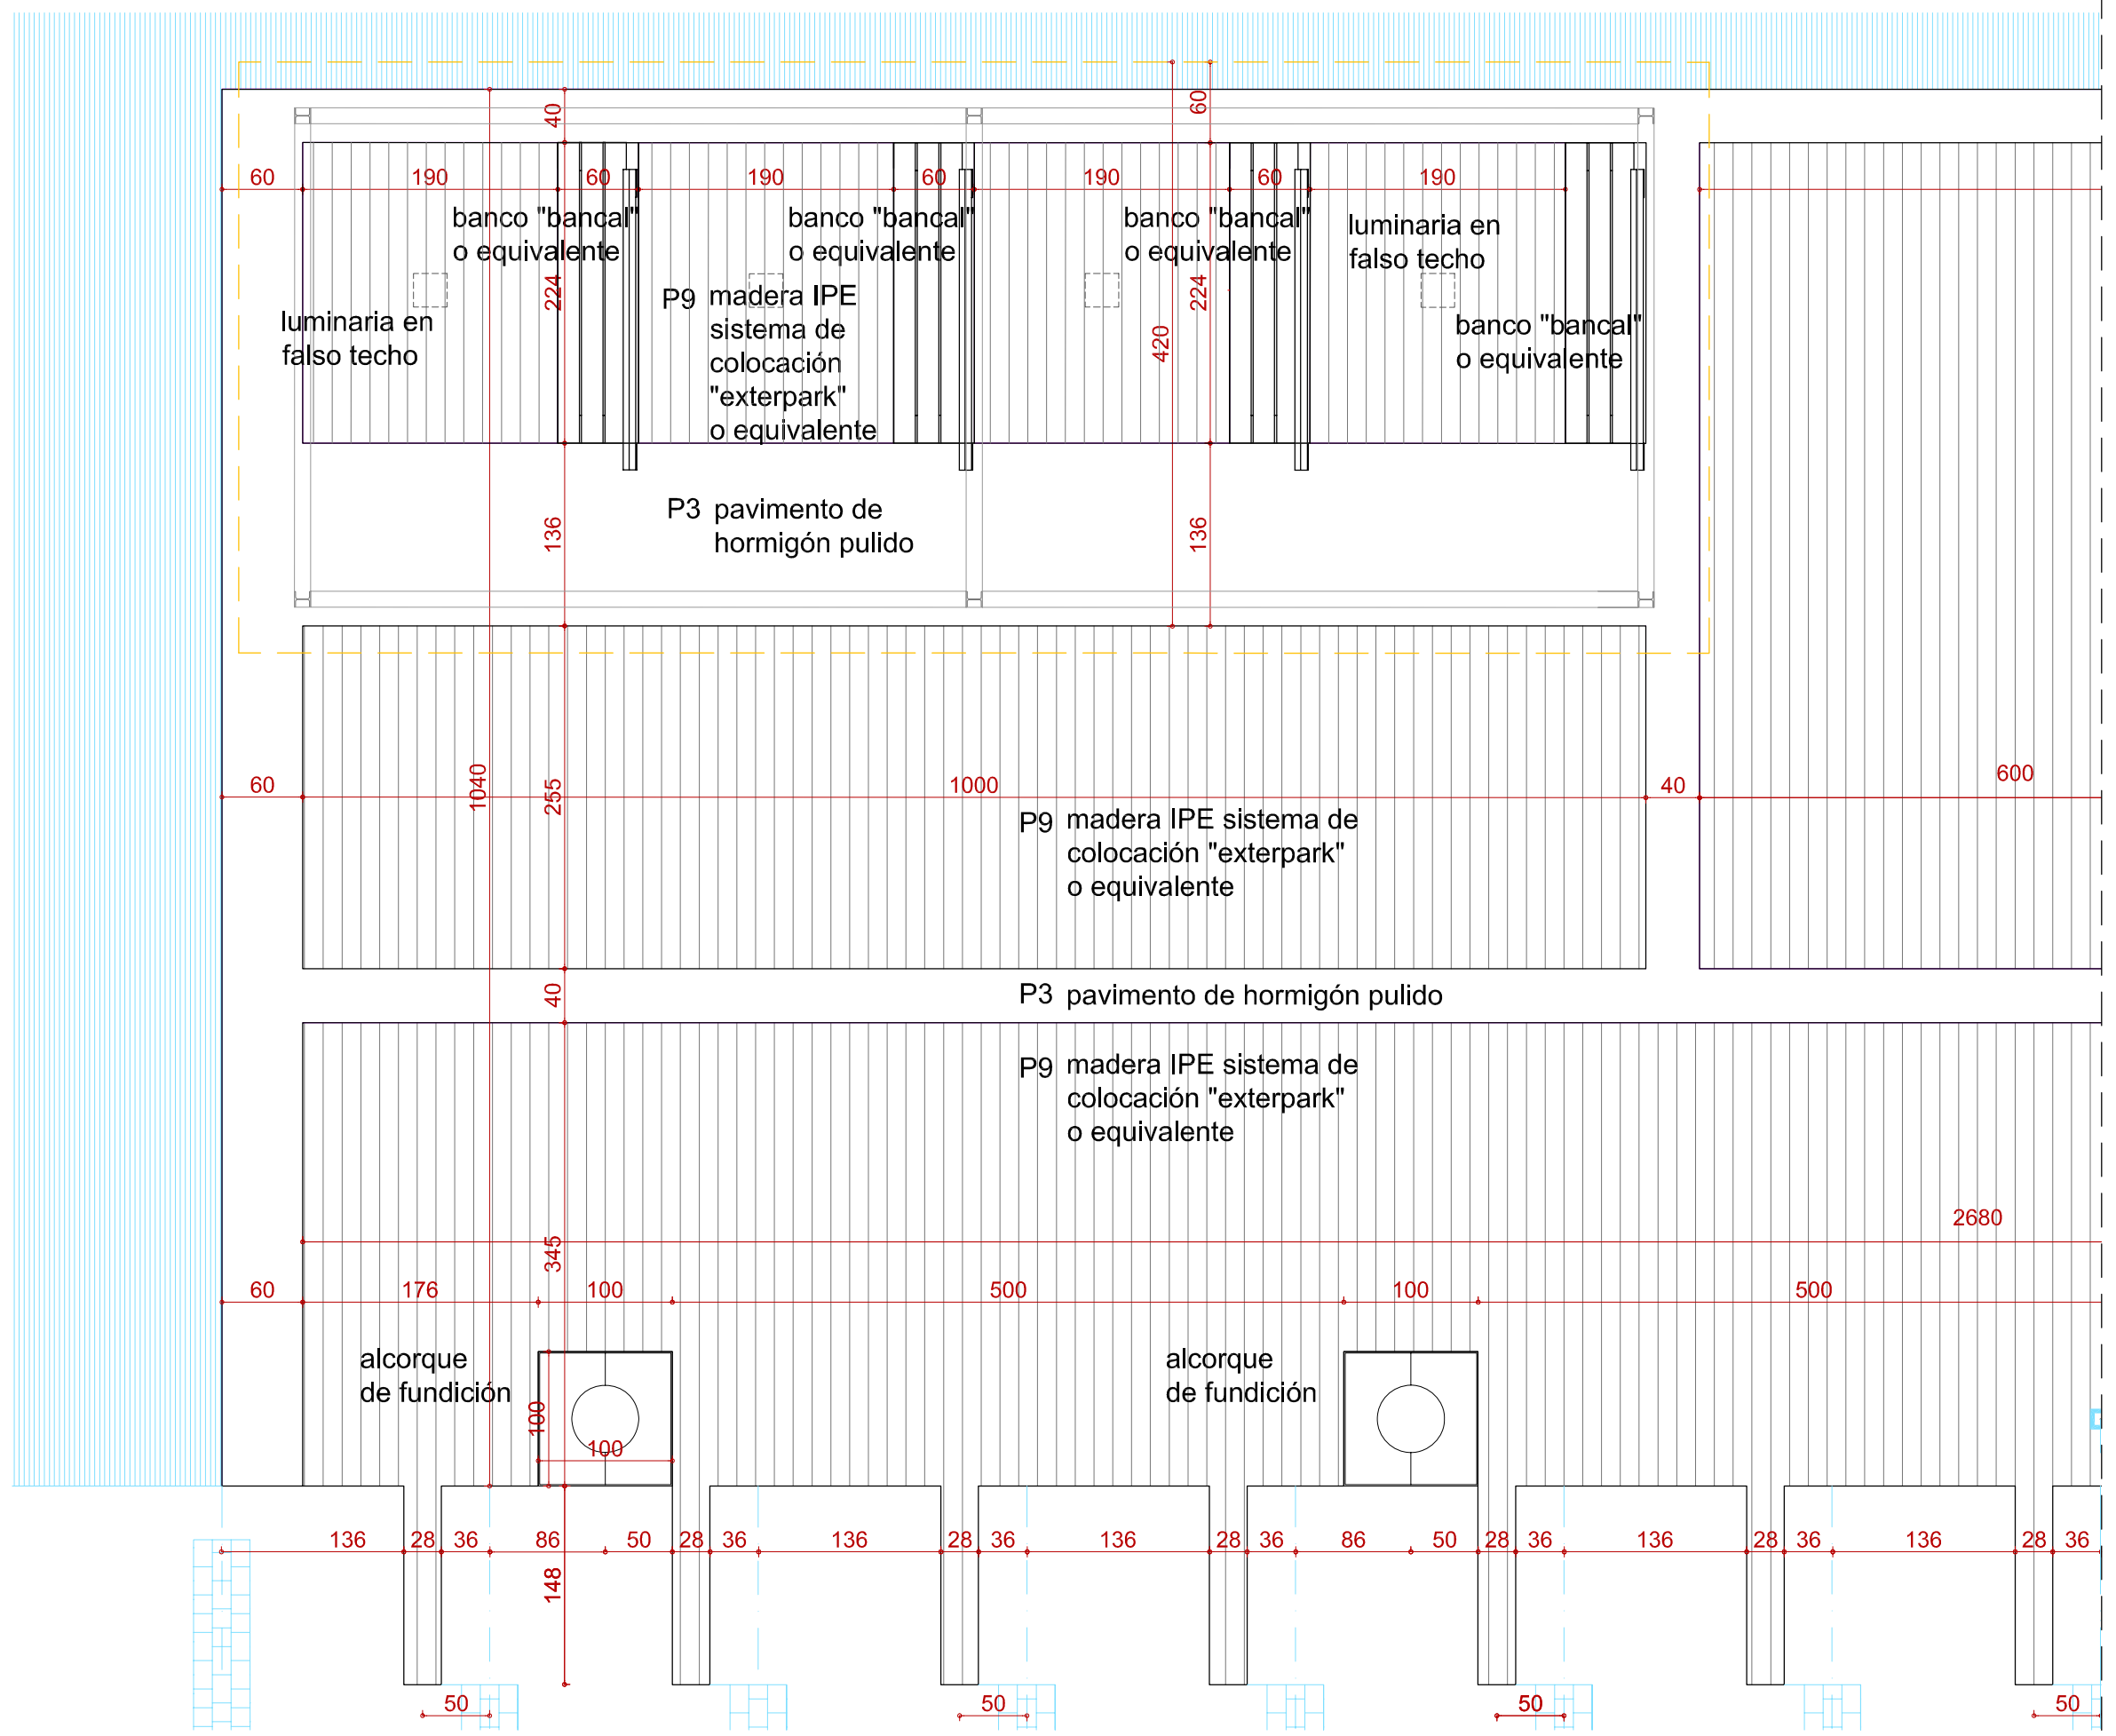 40
60
60
190
60
190
60
190
60
190
banco "bancal"
o equivalente
banco "bancal"
o equivalente
banco "bancal"
o equivalente
luminaria en
falso techo
224
224
luminaria en
falso techo
P9 madera IPE
sistema de
colocación
"exterpark"
o equivalente
420
banco "bancal"
o equivalente
P3 pavimento de
hormigón pulido
136
136
60
1040
255
1000
40
600
P9 madera IPE sistema de
colocación "exterpark"
o equivalente
40
P3 pavimento de hormigón pulido
P9 madera IPE sistema de
colocación "exterpark"
o equivalente
2680
345
60
176
100
500
100
500
alcorque
de fundición
100
100
alcorque
de fundición
136
28
36
86
50
28
36
136
28
36
136
28
36
86
50
28
36
136
28
36
136
28
36
148
50
50
50
50